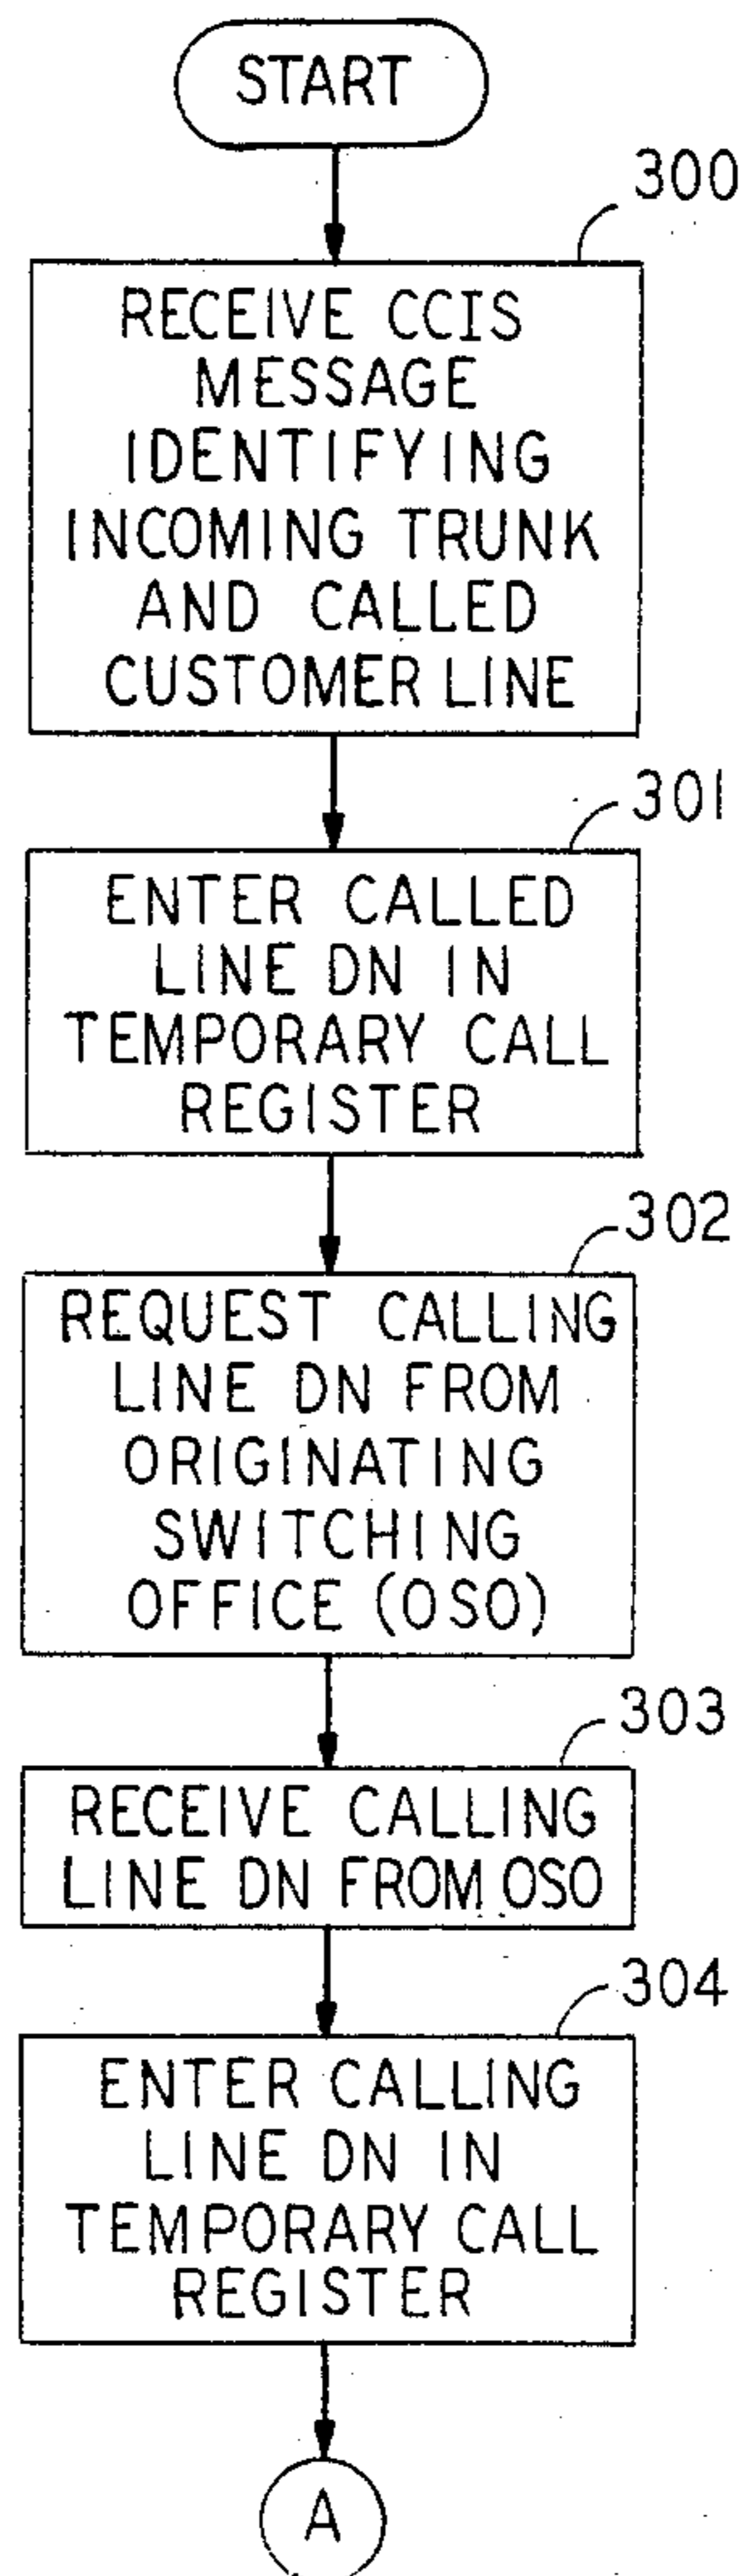 START
300
RECEIVE CCIS
MESSAGE
IDENTIFYING
INCOMING TRUNK
AND CALLED
CUSTOMER LINE
301
ENTER CALLED
LINE DN IN
TEMPORARY CALL
REGISTER
302
REQUEST CALLING
LINE DN FROM
ORIGINATING
SWITCHING
OFFICE (OSO)
303
RECEIVE CALLING
LINE DN FROM OSO
304
ENTER CALLING
LINE DN IN
TEMPORARY CALL
REGISTER
A